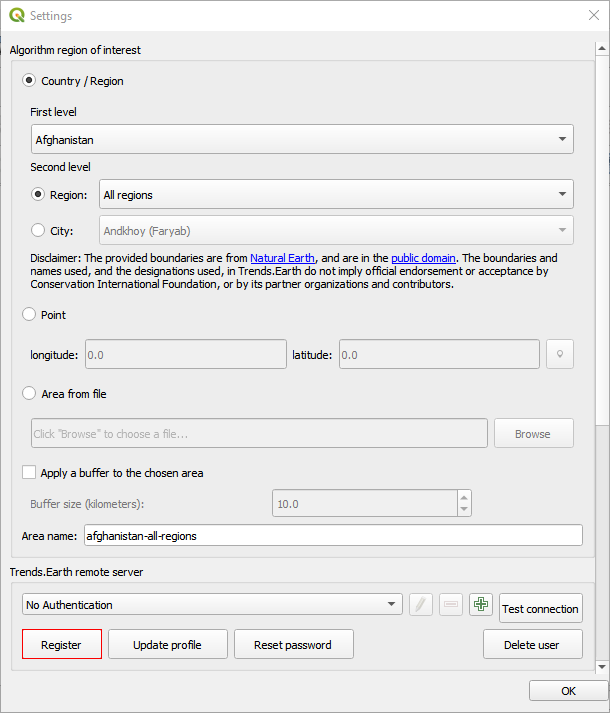 Settings
Algorithm region of interest
Country / Region
First level
Afghanistan
Second level
Region: All regions
City: Andkhoy (Faryab)
Disclaimer: The provided boundaries are from Natural Earth, and are in the public domain. The boundaries and
names used, and the designations used, in Trends.Earth do not imply official endorsement or acceptance by
Conservation International Foundation, or by its partner organizations and contributors.
Point
longitude: 0.0 latitude: 0.0
Area from file
Click "Browse" to choose a file... Browse
Apply a buffer to the chosen area
Buffer size (kilometers): 10.0
Area name: afghanistan-all-regions
Trends.Earth remote server
No Authentication Test connection
Register Update profile Reset password Delete user
OK